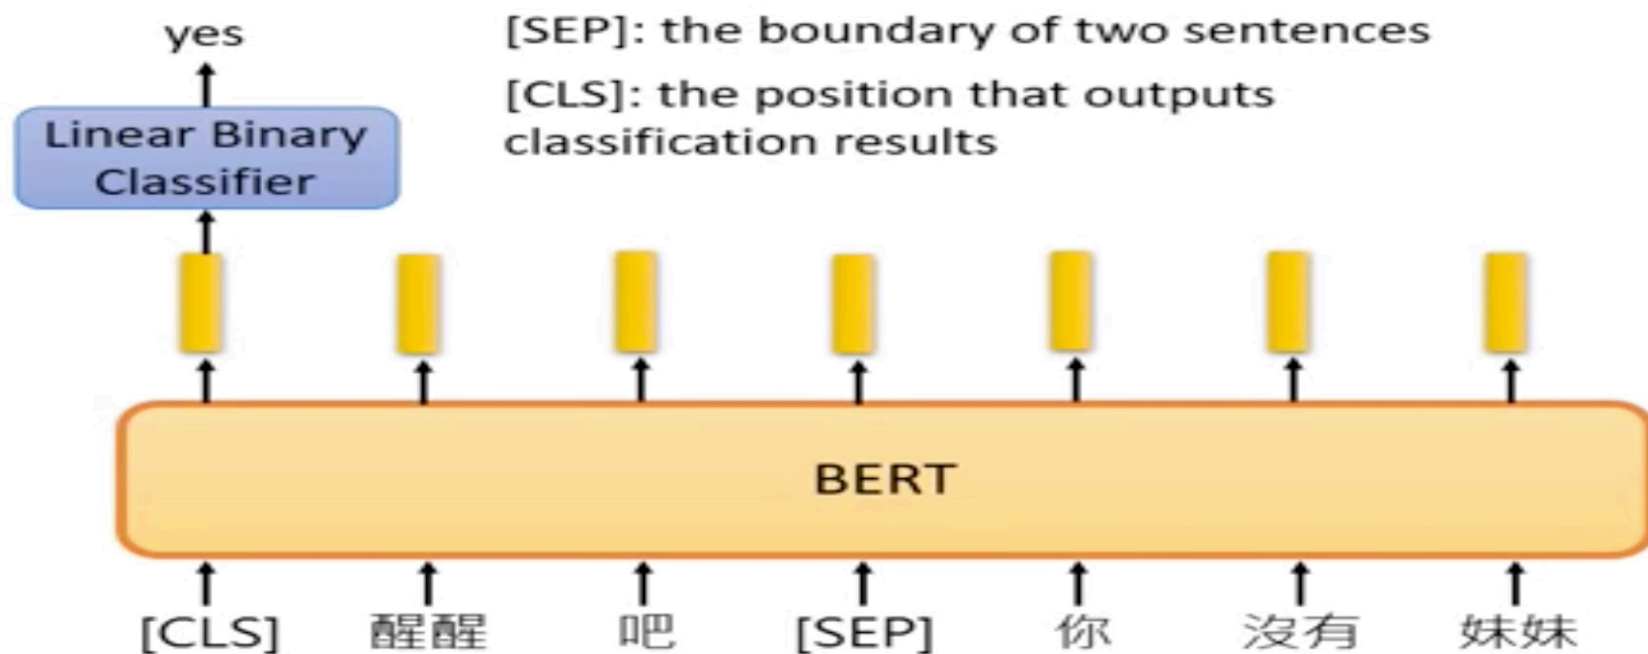 yes
[SEP]: the boundary of two sentences
[CLS]: the position that outputs
classification results
Linear Binary
Classifier
BERT
[CLS] 醒醒 吧 [SEP] 你 沒有 妹妹